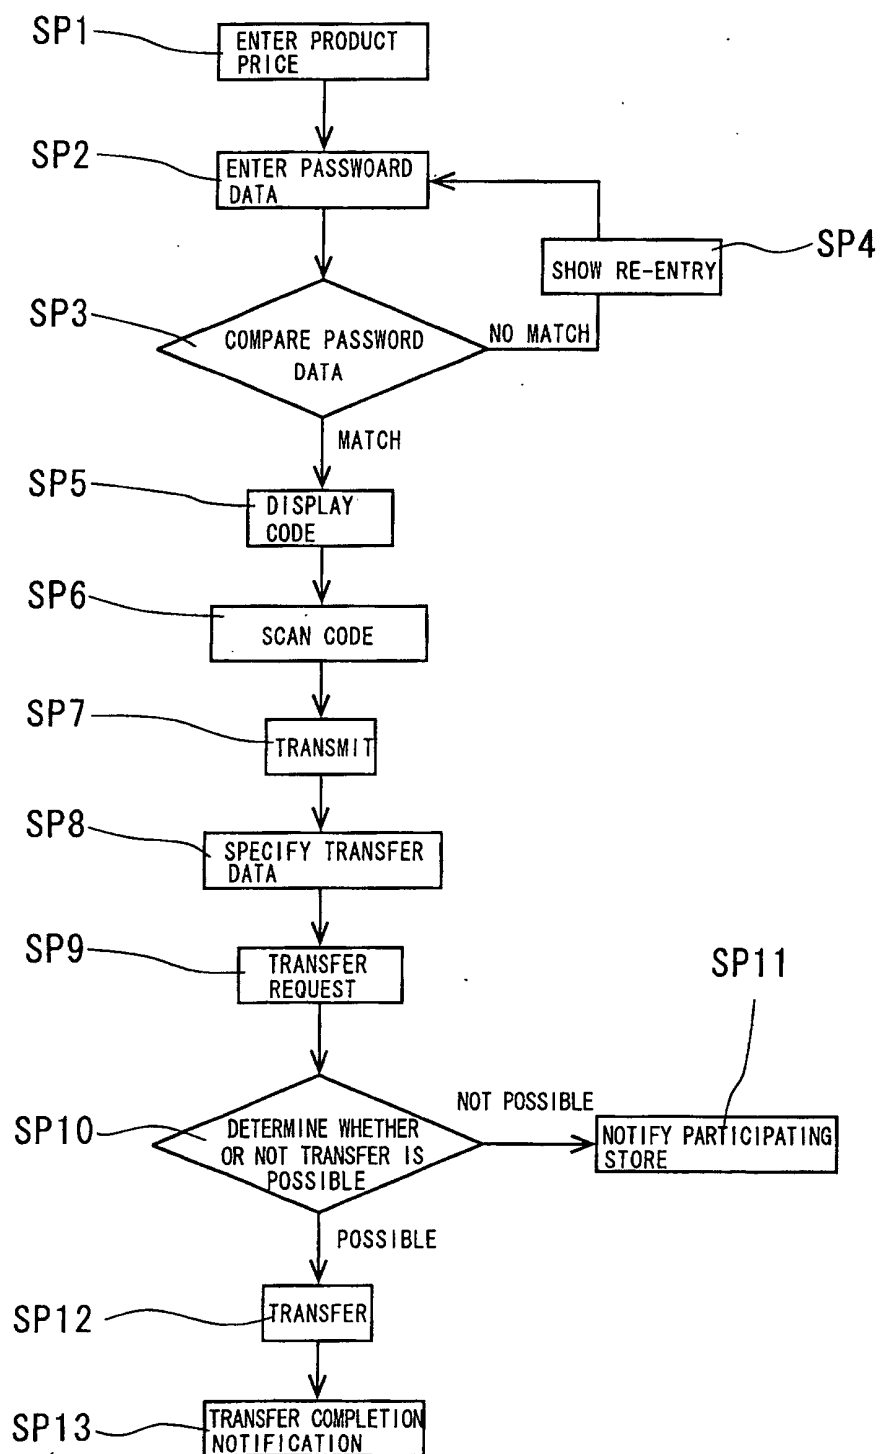 SP1
ENTER PRODUCT
PRICE
SP2
ENTER PASSWOARD
DATA
SP4
SHOW RE-ENTRY
SP3
COMPARE PASSWORD
DATA
NO MATCH
MATCH
SP5
DISPLAY
CODE
SP6
SCAN CODE
SP7
TRANSMIT
SP8
SPECIFY TRANSFER
DATA
SP9
TRANSFER
REQUEST
SP11
SP10
DETERMINE WHETHER
OR NOT TRANSFER IS
POSSIBLE
NOT POSSIBLE
NOTIFY PARTICIPATING
STORE
POSSIBLE
SP12
TRANSFER
SP13
TRANSFER COMPLETION
NOTIFICATION